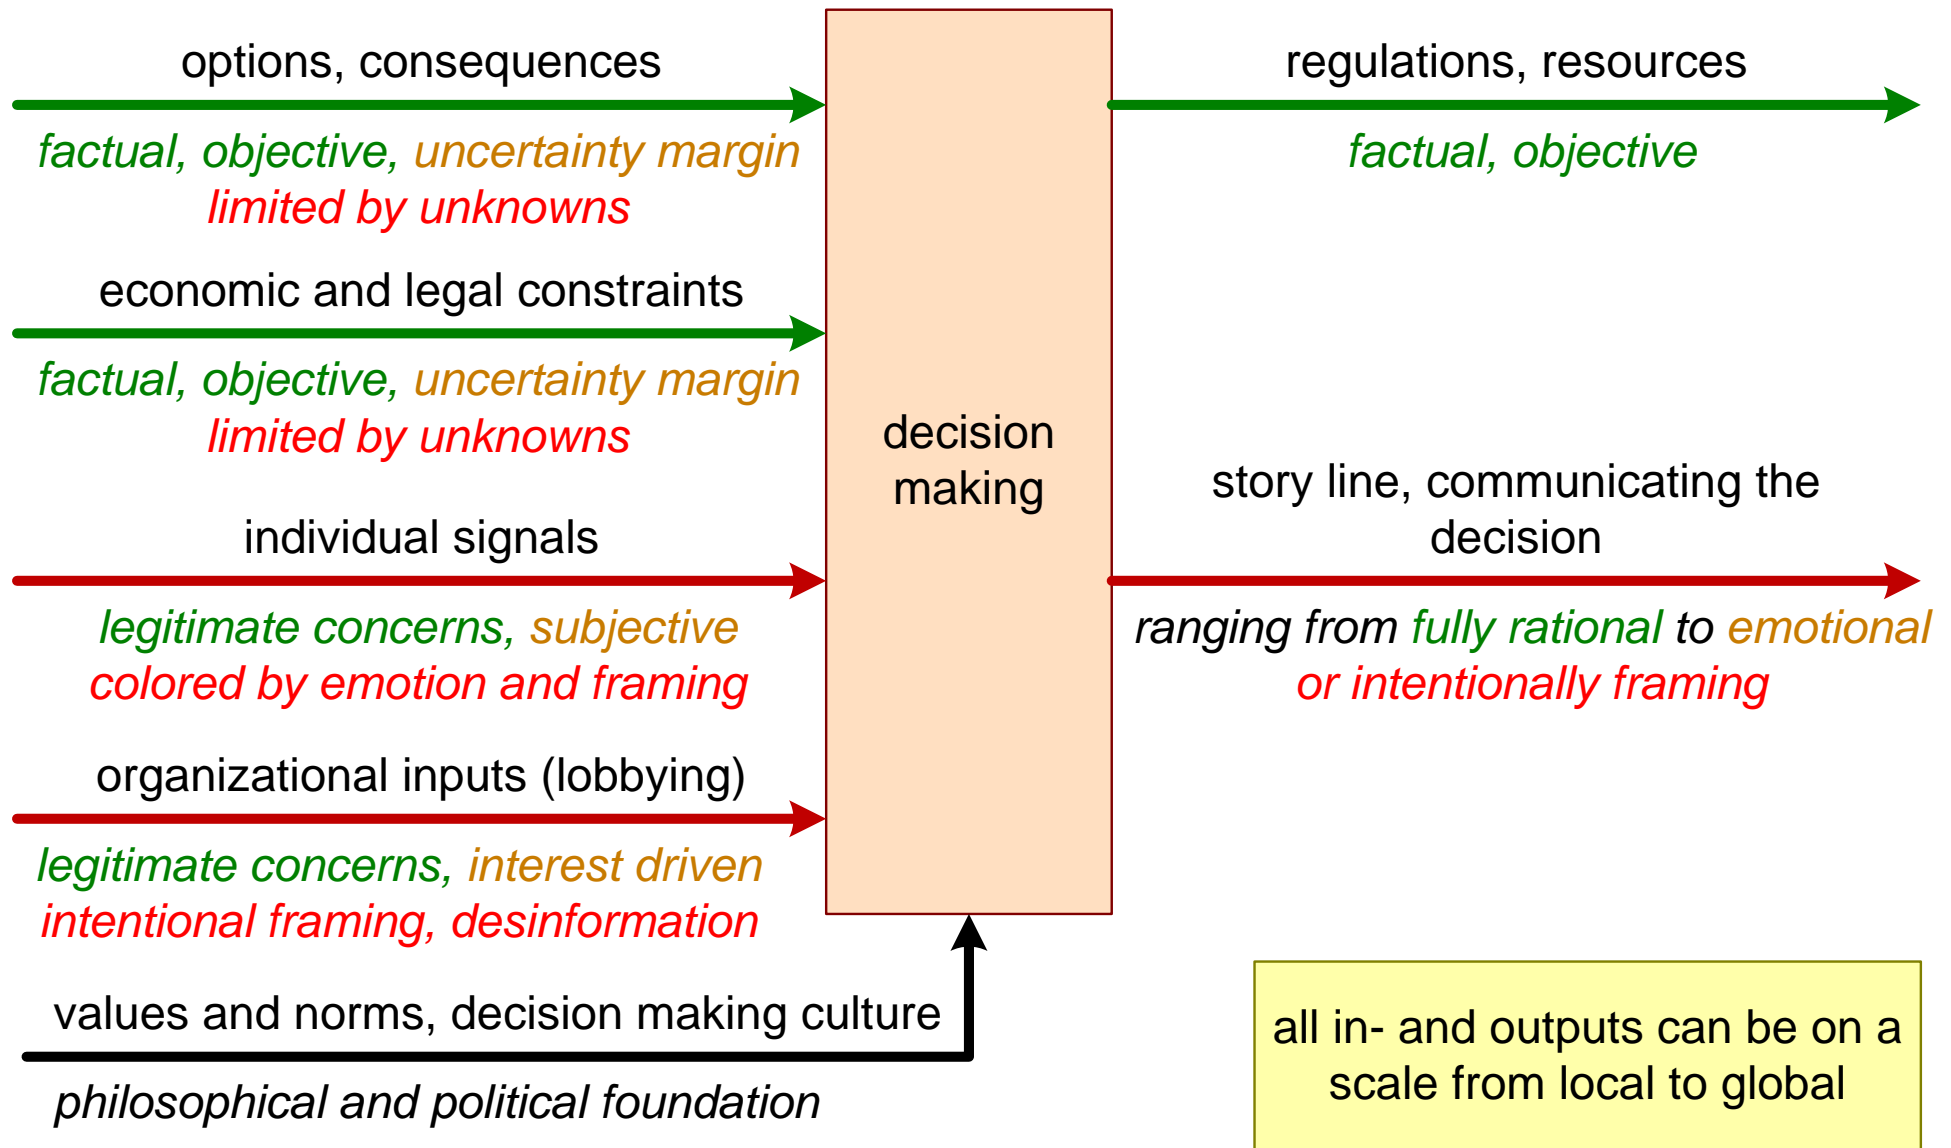 options, consequences
factual, objective, uncertainty margin
limited by unknowns
economic and legal constraints
factual, objective, uncertainty margin
limited by unknowns
individual signals
legitimate concerns, subjective
colored by emotion and framing
organizational inputs (lobbying)
legitimate concerns, interest driven
intentional framing, desinformation
values and norms, decision making culture
philosophical and political foundation
decision
making
regulations, resources
factual, objective
story line, communicating the
decision
ranging from fully rational to emotional
or intentionally framing
all in- and outputs can be on a
scale from local to global